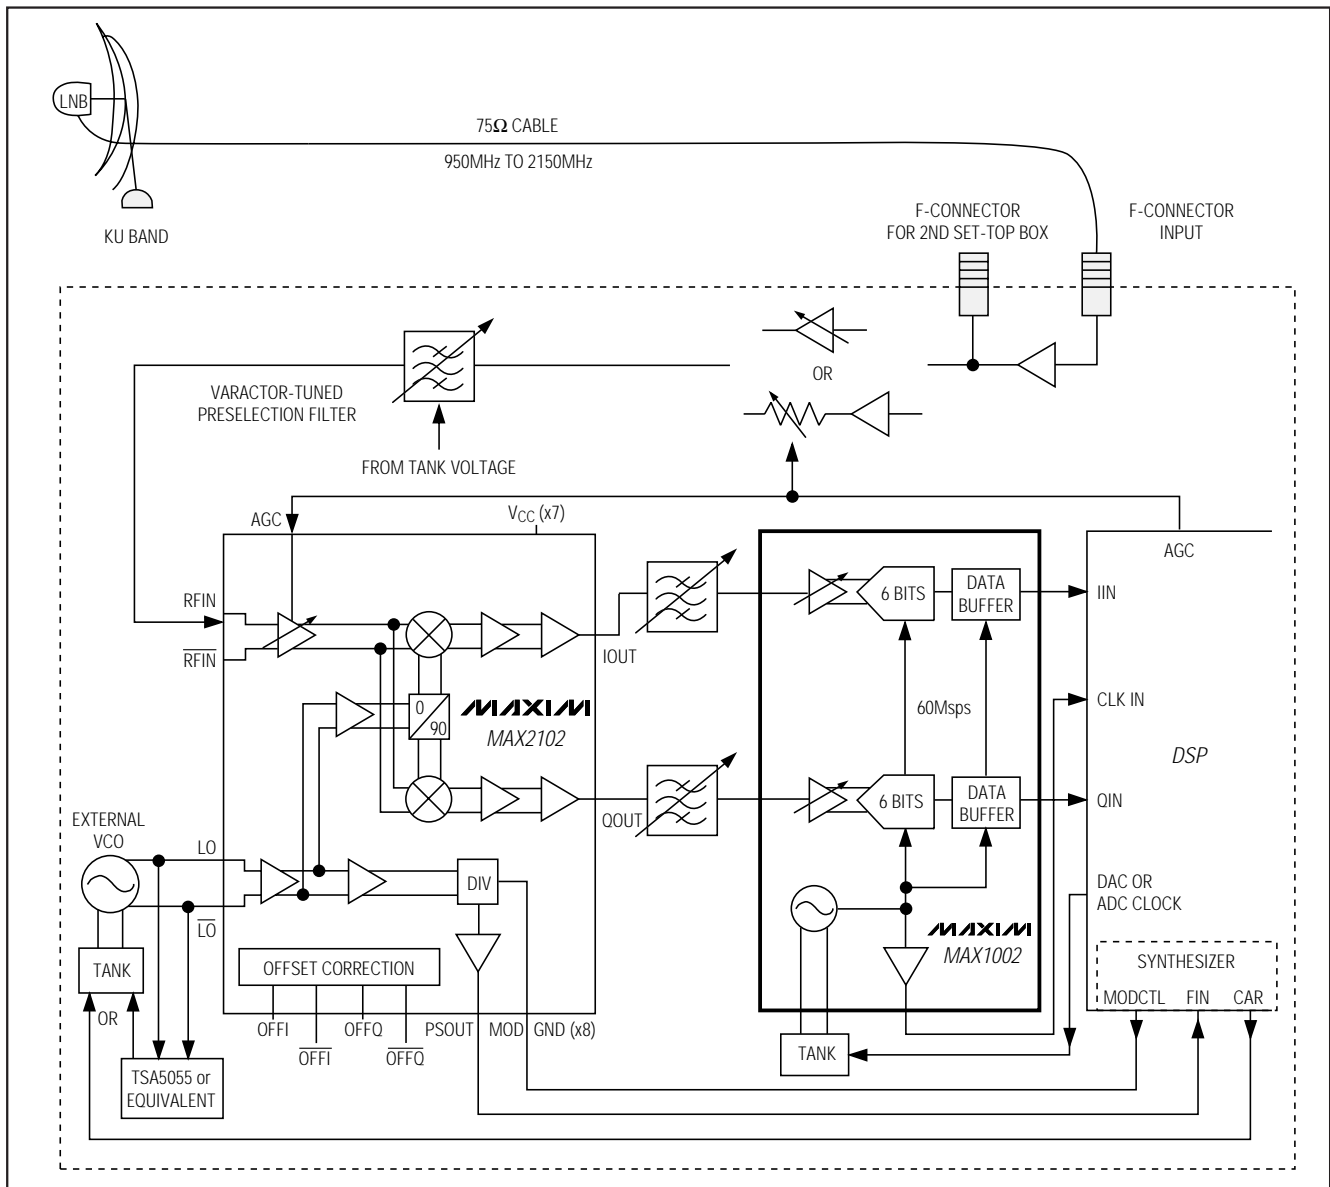 LNB
75Ω CABLE
950MHz TO 2150MHz
KU BAND
F-CONNECTOR
FOR 2ND SET-TOP BOX
F-CONNECTOR
INPUT
OR
VARACTOR-TUNED
PRESELECTION FILTER
FROM TANK VOLTAGE
AGC
VCC (x7)
AGC
RFIN
RFIN
IOUT
6 BITS
DATA
BUFFER
IIN
0
90
MAXIM
MAX2102
60Msps
CLK IN
DSP
QOUT
6 BITS
DATA
BUFFER
QIN
EXTERNAL
VCO
LO
LO
DIV
DAC OR
ADC CLOCK
MAXIM
MAX1002
TANK
OR
OFFSET CORRECTION
SYNTHESIZER
MODCTL FIN CAR
OFFI
OFFI
OFFQ
OFFQ
PSOUT MOD GND (x8)
TANK
TSA5055 or
EQUIVALENT